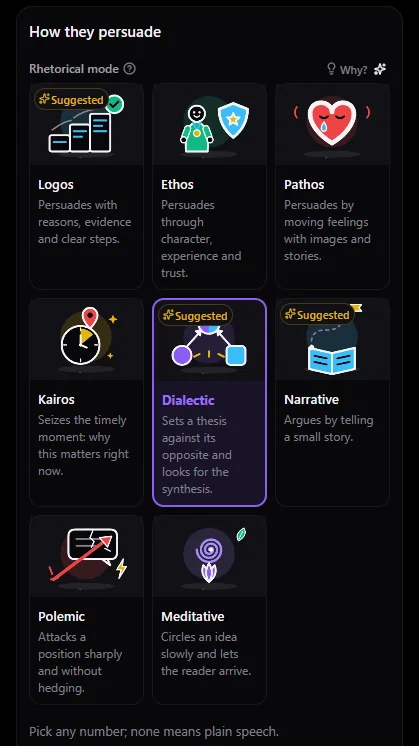 How they persuade
Rhetorical mode
Why?
Suggested
Logos
Persuades with
reasons, evidence
and clear steps.
Ethos
Persuades
through
character,
experience and
trust.
Pathos
Persuades by
moving feelings
with images and
stories.
Kairos
Seizes the timely
moment: why
this matters right
now.
Suggested
Dialectic
Sets a thesis
against its
opposite and
looks for the
synthesis.
Suggested
Narrative
Argues by telling
a small story.
Polemic
Attacks a
position sharply
and without
hedging.
Meditative
Circles an idea
slowly and lets
the reader arrive.
Pick any number; none means plain speech.